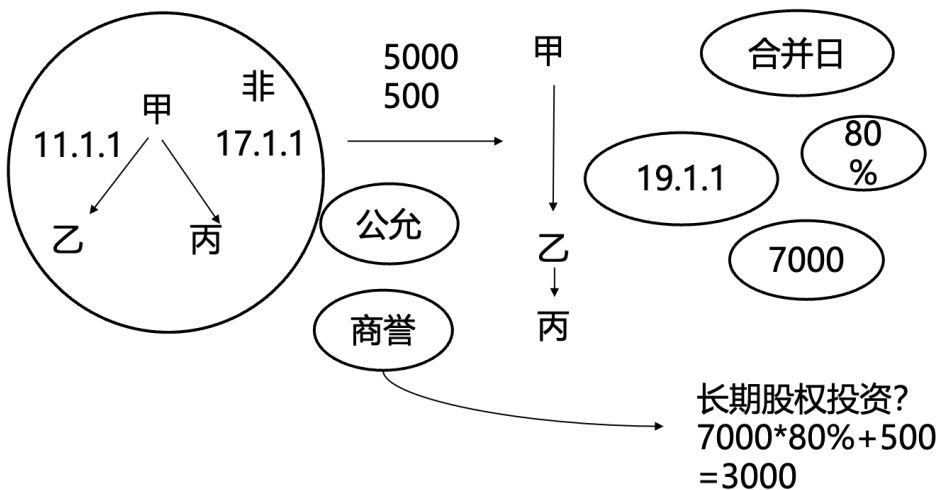 甲
非
11.1.1
17.1.1
乙
丙
5000
500
公允
商誉
甲
乙
丙
合并日
19.1.1
80
%
7000
长期股权投资?
7000*80%+500
=3000